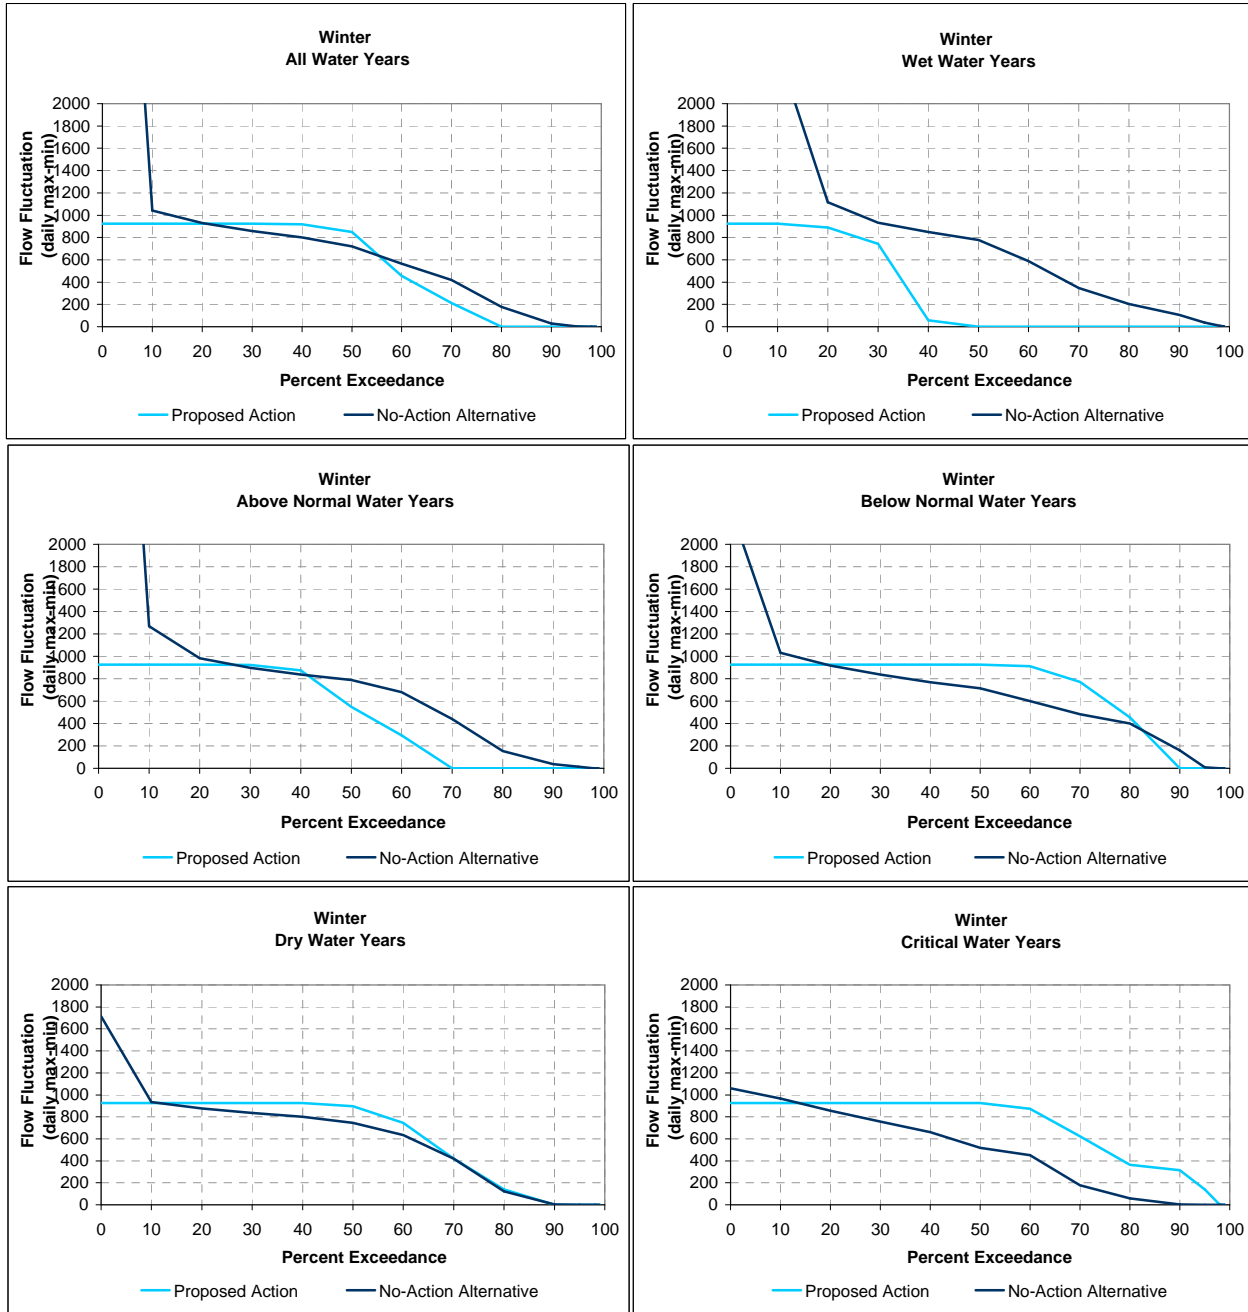 Winter
All Water Years
Flow Fluctuation
(daily max-min)
2000
1800
1600
1400
1200
1000
800
600
400
200
0
0 10 20 30 40 50 60 70 80 90 100
Percent Exceedance
Proposed Action No-Action Alternative
Winter
Wet Water Years
Flow Fluctuation
(daily max-min)
2000
1800
1600
1400
1200
1000
800
600
400
200
0
0 10 20 30 40 50 60 70 80 90 100
Percent Exceedance
Proposed Action No-Action Alternative
Winter
Above Normal Water Years
Flow Fluctuation
(daily max-min)
2000
1800
1600
1400
1200
1000
800
600
400
200
0
0 10 20 30 40 50 60 70 80 90 100
Percent Exceedance
Proposed Action No-Action Alternative
Winter
Below Normal Water Years
Flow Fluctuation
(daily max-min)
2000
1800
1600
1400
1200
1000
800
600
400
200
0
0 10 20 30 40 50 60 70 80 90 100
Percent Exceedance
Proposed Action No-Action Alternative
Winter
Dry Water Years
Flow Fluctuation
(daily max-min)
2000
1800
1600
1400
1200
1000
800
600
400
200
0
0 10 20 30 40 50 60 70 80 90 100
Percent Exceedance
Proposed Action No-Action Alternative
Winter
Critical Water Years
Flow Fluctuation
(daily max-min)
2000
1800
1600
1400
1200
1000
800
600
400
200
0
0 10 20 30 40 50 60 70 80 90 100
Percent Exceedance
Proposed Action No-Action Alternative